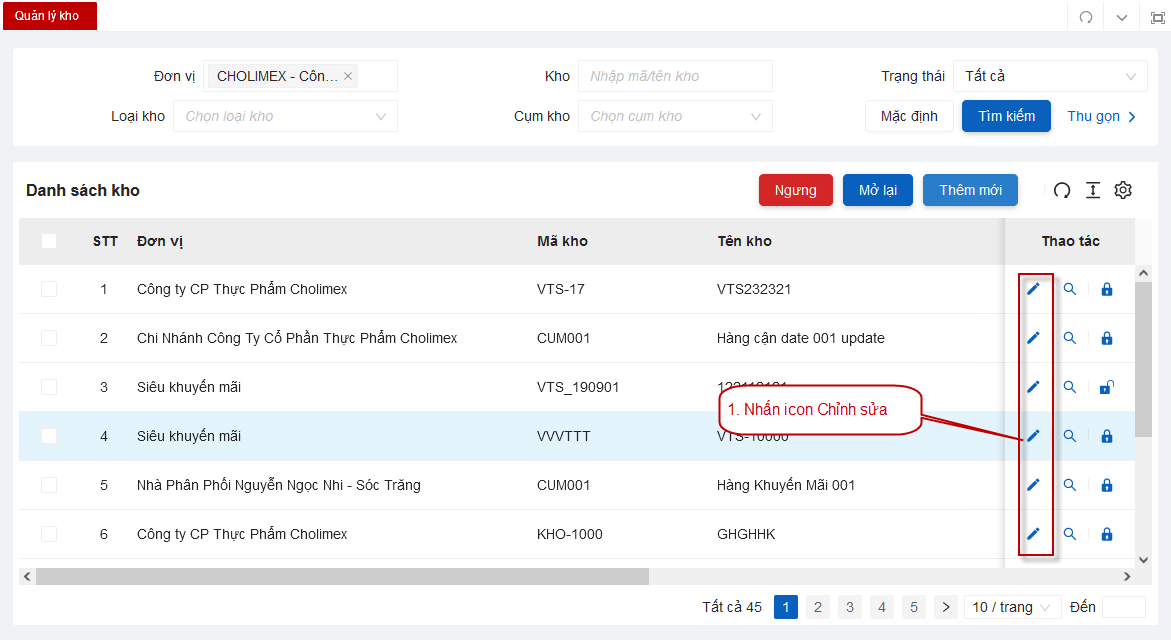 Quản lý kho
Đơn vị CHOLIMEX - Côn... × Kho Nhập mã/tên kho Trạng thái Tất cả
Loại kho Chọn loại kho Cụm kho Chọn cụm kho Mặc định Tìm kiếm Thu gọn
Danh sách kho Ngưng Mở lại Thêm mới
STT Đơn vị Mã kho Tên kho Thao tác
1 Công ty CP Thực Phẩm Cholimex VTS-17 VTS232321
2 Chi Nhánh Công Ty Cổ Phần Thực Phẩm Cholimex CUM001 Hàng cận date 001 update
3 Siêu khuyến mãi VTS_190901
1. Nhấn icon Chỉnh sửa
4 Siêu khuyến mãi VVVTTT VTS-10000
5 Nhà Phân Phối Nguyễn Ngọc Nhi - Sóc Trăng CUM001 Hàng Khuyến Mãi 001
6 Công ty CP Thực Phẩm Cholimex KHO-1000 GHGHHK
Tất cả 45 1 2 3 4 5 > 10 / trang Đến